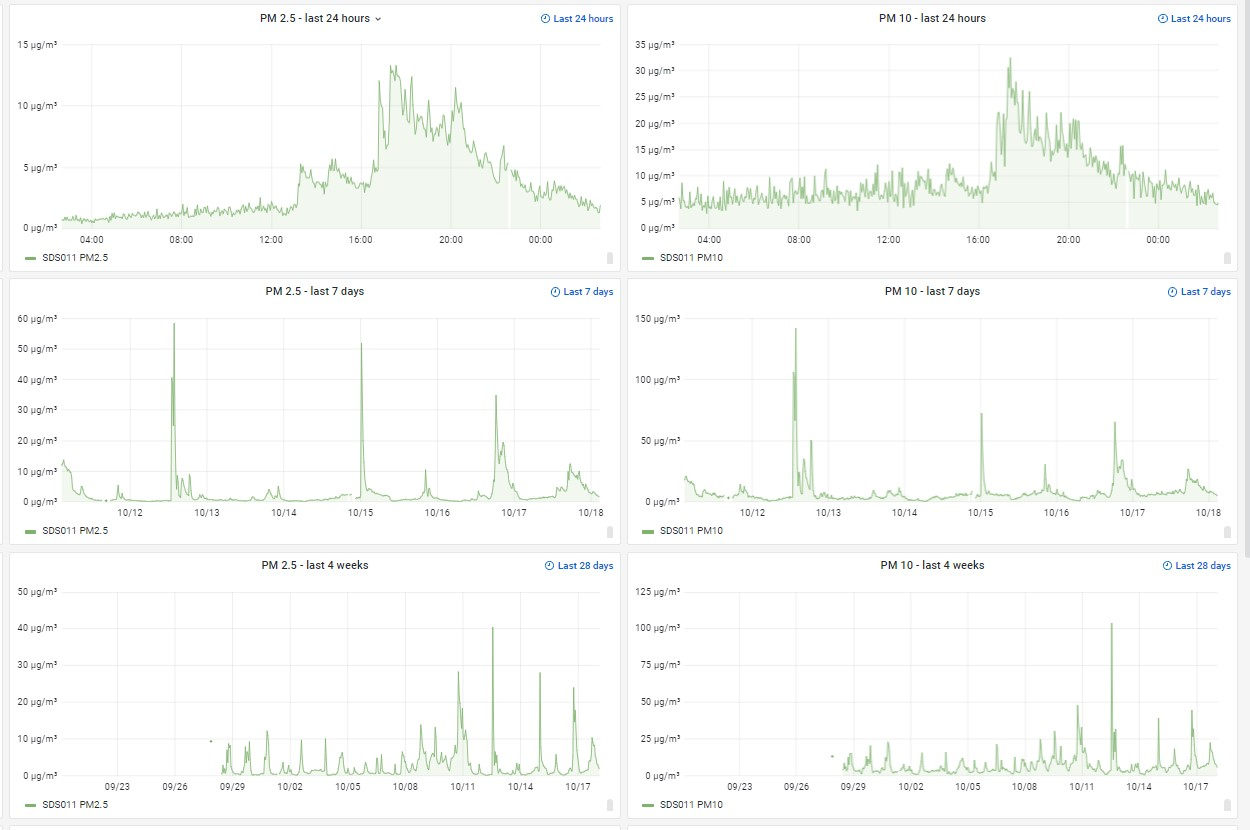 PM 2.5 - last 24 hours
Last 24 hours
15 µg/m³
10 µg/m³
5 µg/m³
0 µg/m³
04:00 08:00 12:00 16:00 20:00 00:00
SDS011 PM2.5
PM 10 - last 24 hours
Last 24 hours
35 µg/m³
30 µg/m³
25 µg/m³
20 µg/m³
15 µg/m³
10 µg/m³
5 µg/m³
0 µg/m³
04:00 08:00 12:00 16:00 20:00 00:00
SDS011 PM10
PM 2.5 - last 7 days
Last 7 days
60 µg/m³
50 µg/m³
40 µg/m³
30 µg/m³
20 µg/m³
10 µg/m³
0 µg/m³
10/12 10/13 10/14 10/15 10/16 10/17 10/18
SDS011 PM2.5
PM 10 - last 7 days
Last 7 days
150 µg/m³
100 µg/m³
50 µg/m³
0 µg/m³
10/12 10/13 10/14 10/15 10/16 10/17 10/18
SDS011 PM10
PM 2.5 - last 4 weeks
Last 28 days
50 µg/m³
40 µg/m³
30 µg/m³
20 µg/m³
10 µg/m³
0 µg/m³
09/23 09/26 09/29 10/02 10/05 10/08 10/11 10/14 10/17
SDS011 PM2.5
PM 10 - last 4 weeks
Last 28 days
125 µg/m³
100 µg/m³
75 µg/m³
50 µg/m³
25 µg/m³
0 µg/m³
09/23 09/26 09/29 10/02 10/05 10/08 10/11 10/14 10/17
SDS011 PM10